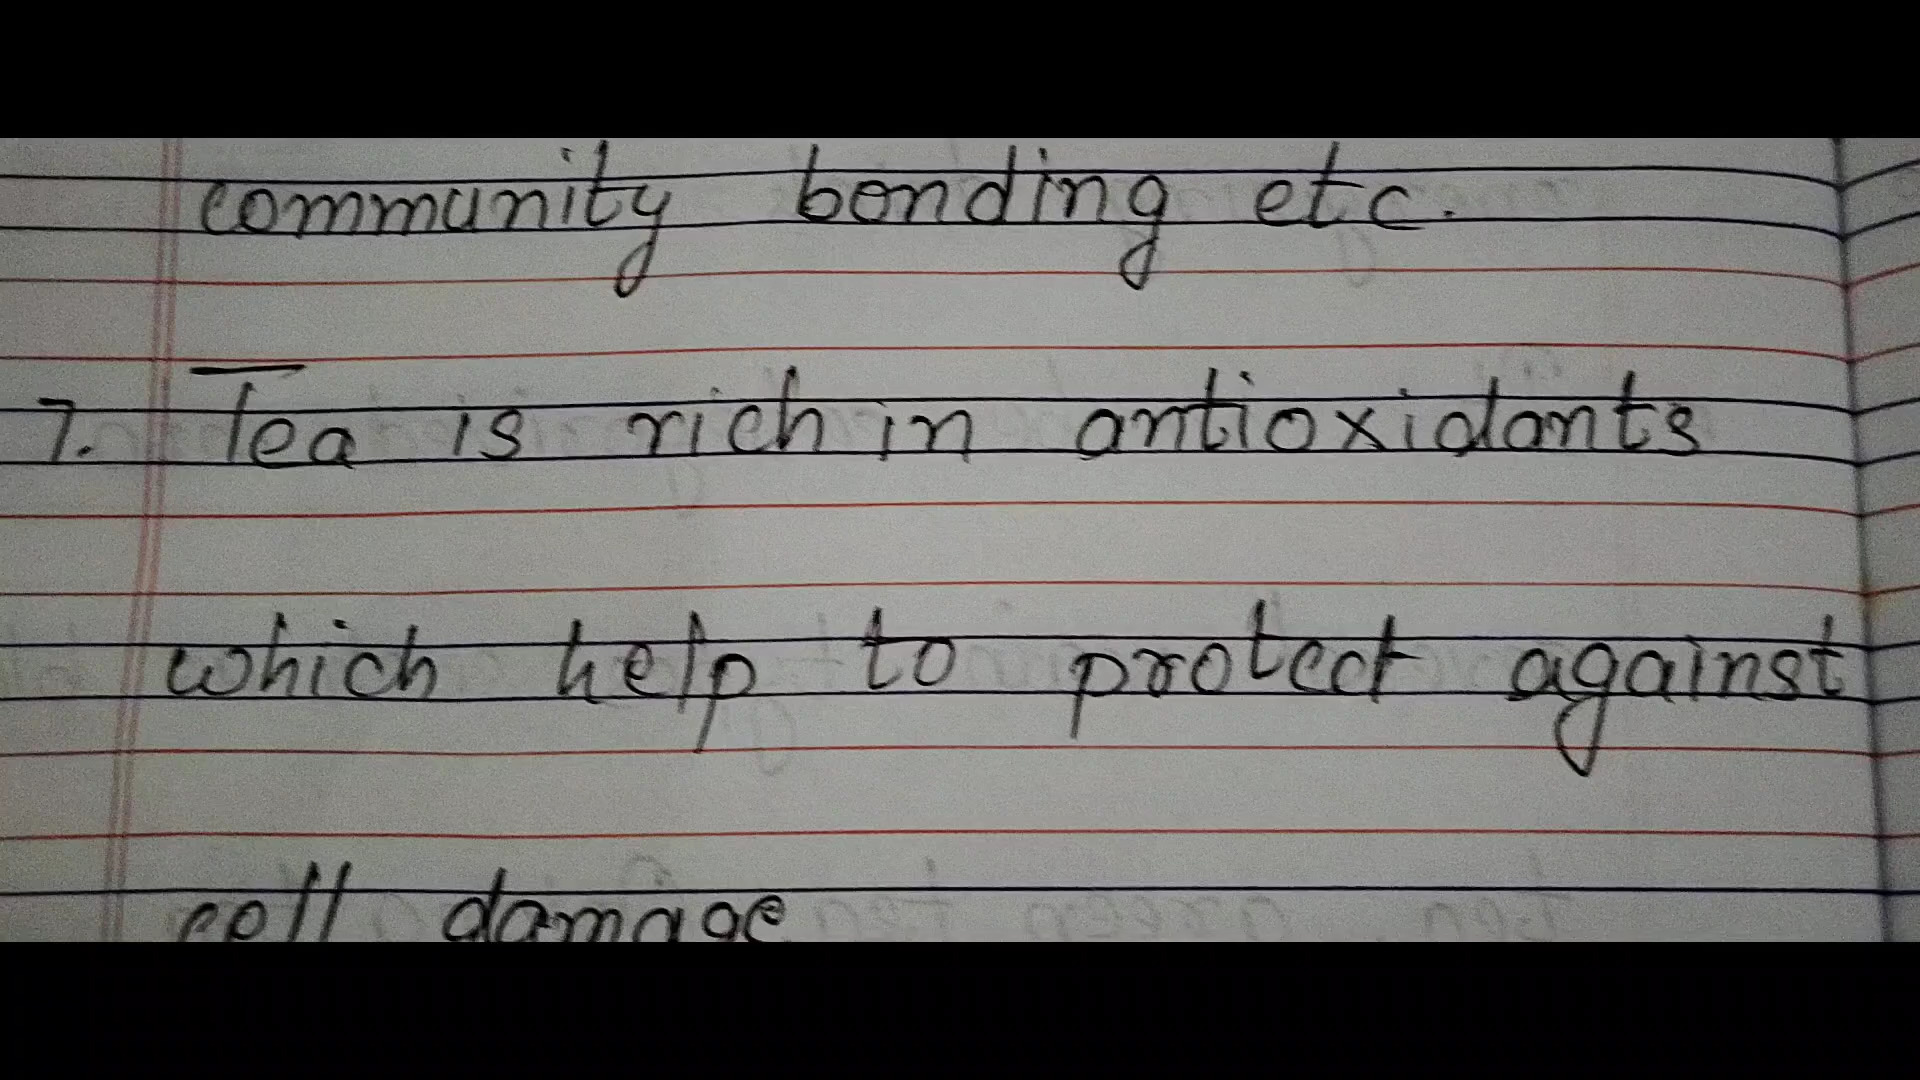 community bonding etc.
7. Tea is rich in antioxidants
which help to protect against
cell damage